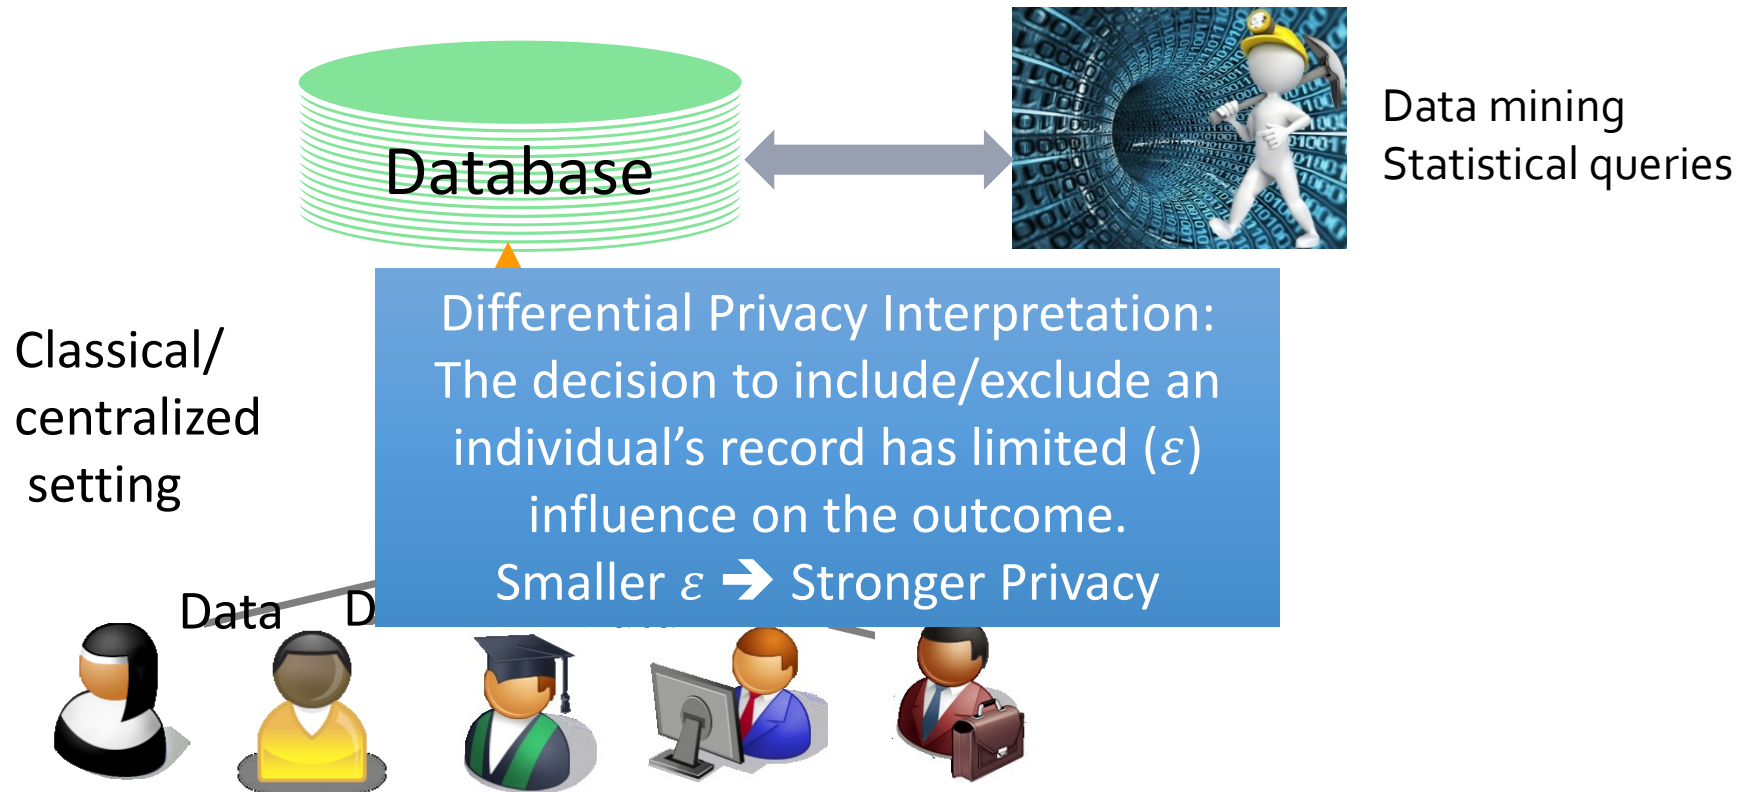 Database
Data mining
Statistical queries
Classical/
centralized
setting
Differential Privacy Interpretation:
The decision to include/exclude an
individual’s record has limited (ε)
influence on the outcome.
Smaller ε ➔ Stronger Privacy
Data